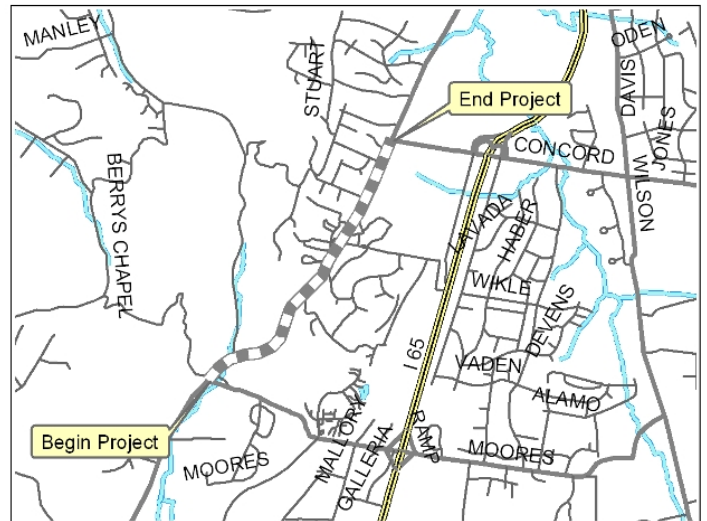 MANLEY
ODEN
STUART
DAVIS
End Project
JONES
CONCORD
WILSON
BERRYS CHAPEL
LAVADA
HABER
WIKLE
DEVENS
I 65
VADEN
ALAMO
MALLORY
RAMP
Begin Project
GALLERIA
MOORES
MOORES